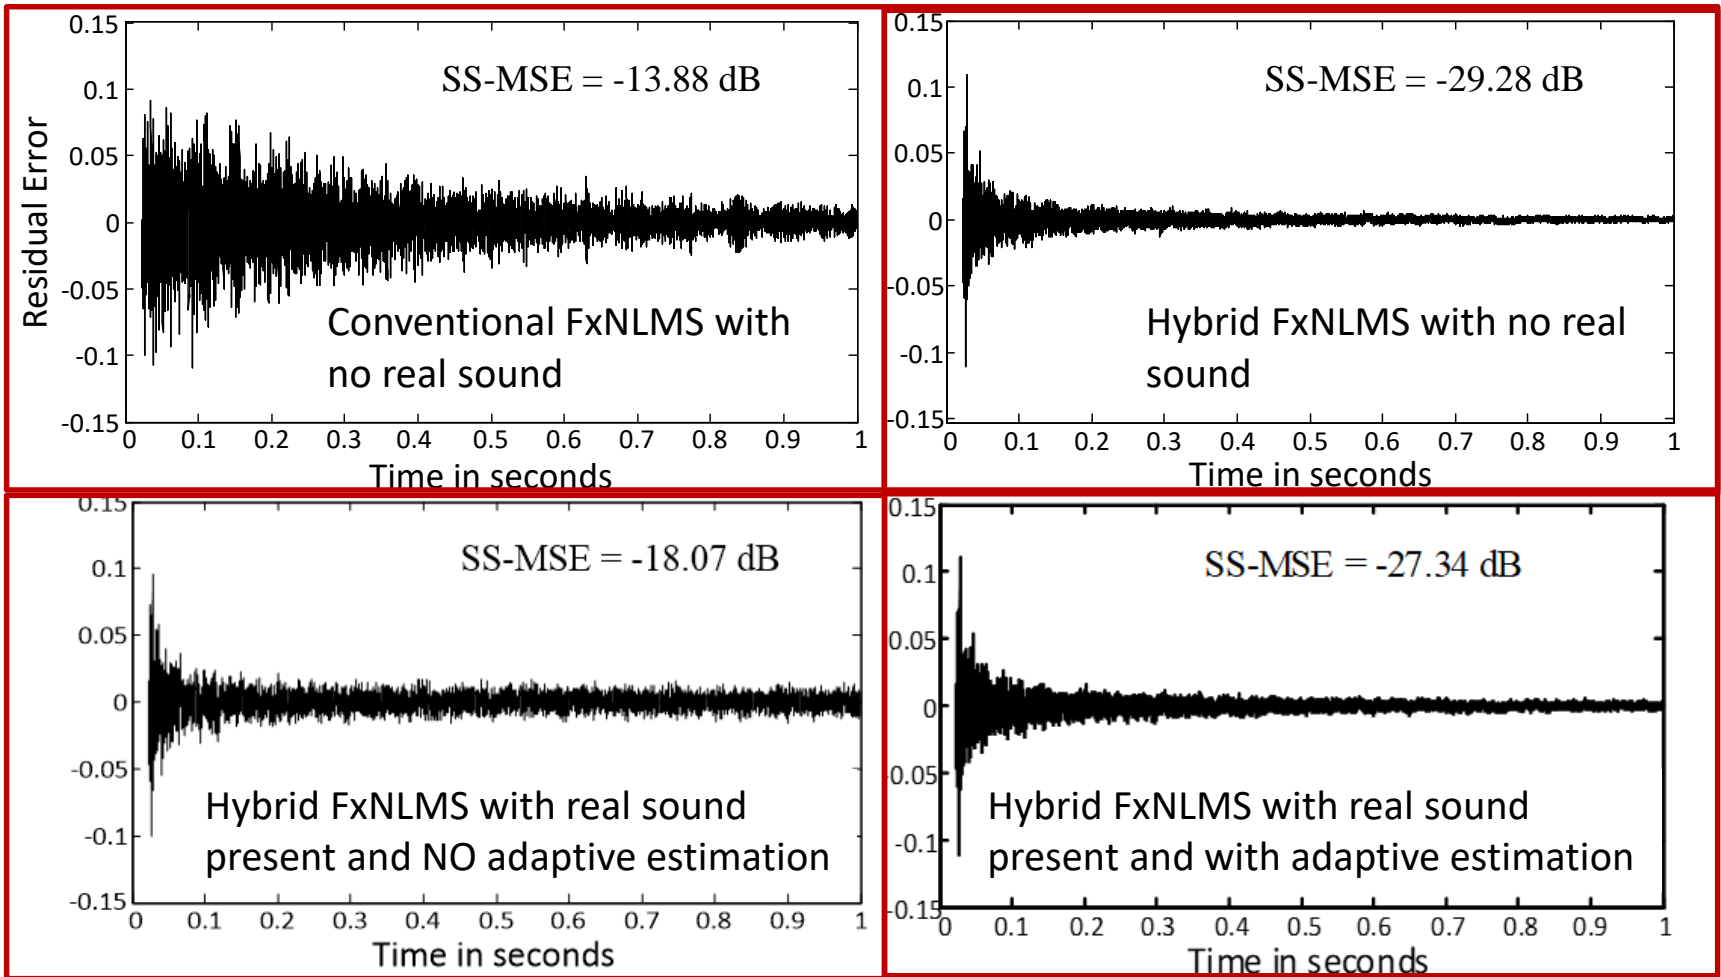 0.15
SS-MSE = -13.88 dB
0.1
0.05
Residual Error
0
-0.05
Conventional FxNLMS with
no real sound
-0.1
-0.15
0 0.1 0.2 0.3 0.4 0.5 0.6 0.7 0.8 0.9 1
Time in seconds
0.15
SS-MSE = -29.28 dB
0.1
0.05
0
-0.05
Hybrid FxNLMS with no real
sound
-0.1
-0.15
0 0.1 0.2 0.3 0.4 0.5 0.6 0.7 0.8 0.9 1
Time in seconds
0.15
SS-MSE = -18.07 dB
0.1
0.05
0
-0.05
Hybrid FxNLMS with real sound
present and NO adaptive estimation
-0.1
-0.15
0 0.1 0.2 0.3 0.4 0.5 0.6 0.7 0.8 0.9 1
Time in seconds
0.15
SS-MSE = -27.34 dB
0.1
0.05
0
0.05
Hybrid FxNLMS with real sound
present and with adaptive estimation
-0.1
-0.15
0 0.1 0.2 0.3 0.4 0.5 0.6 0.7 0.8 0.9 1
Time in seconds